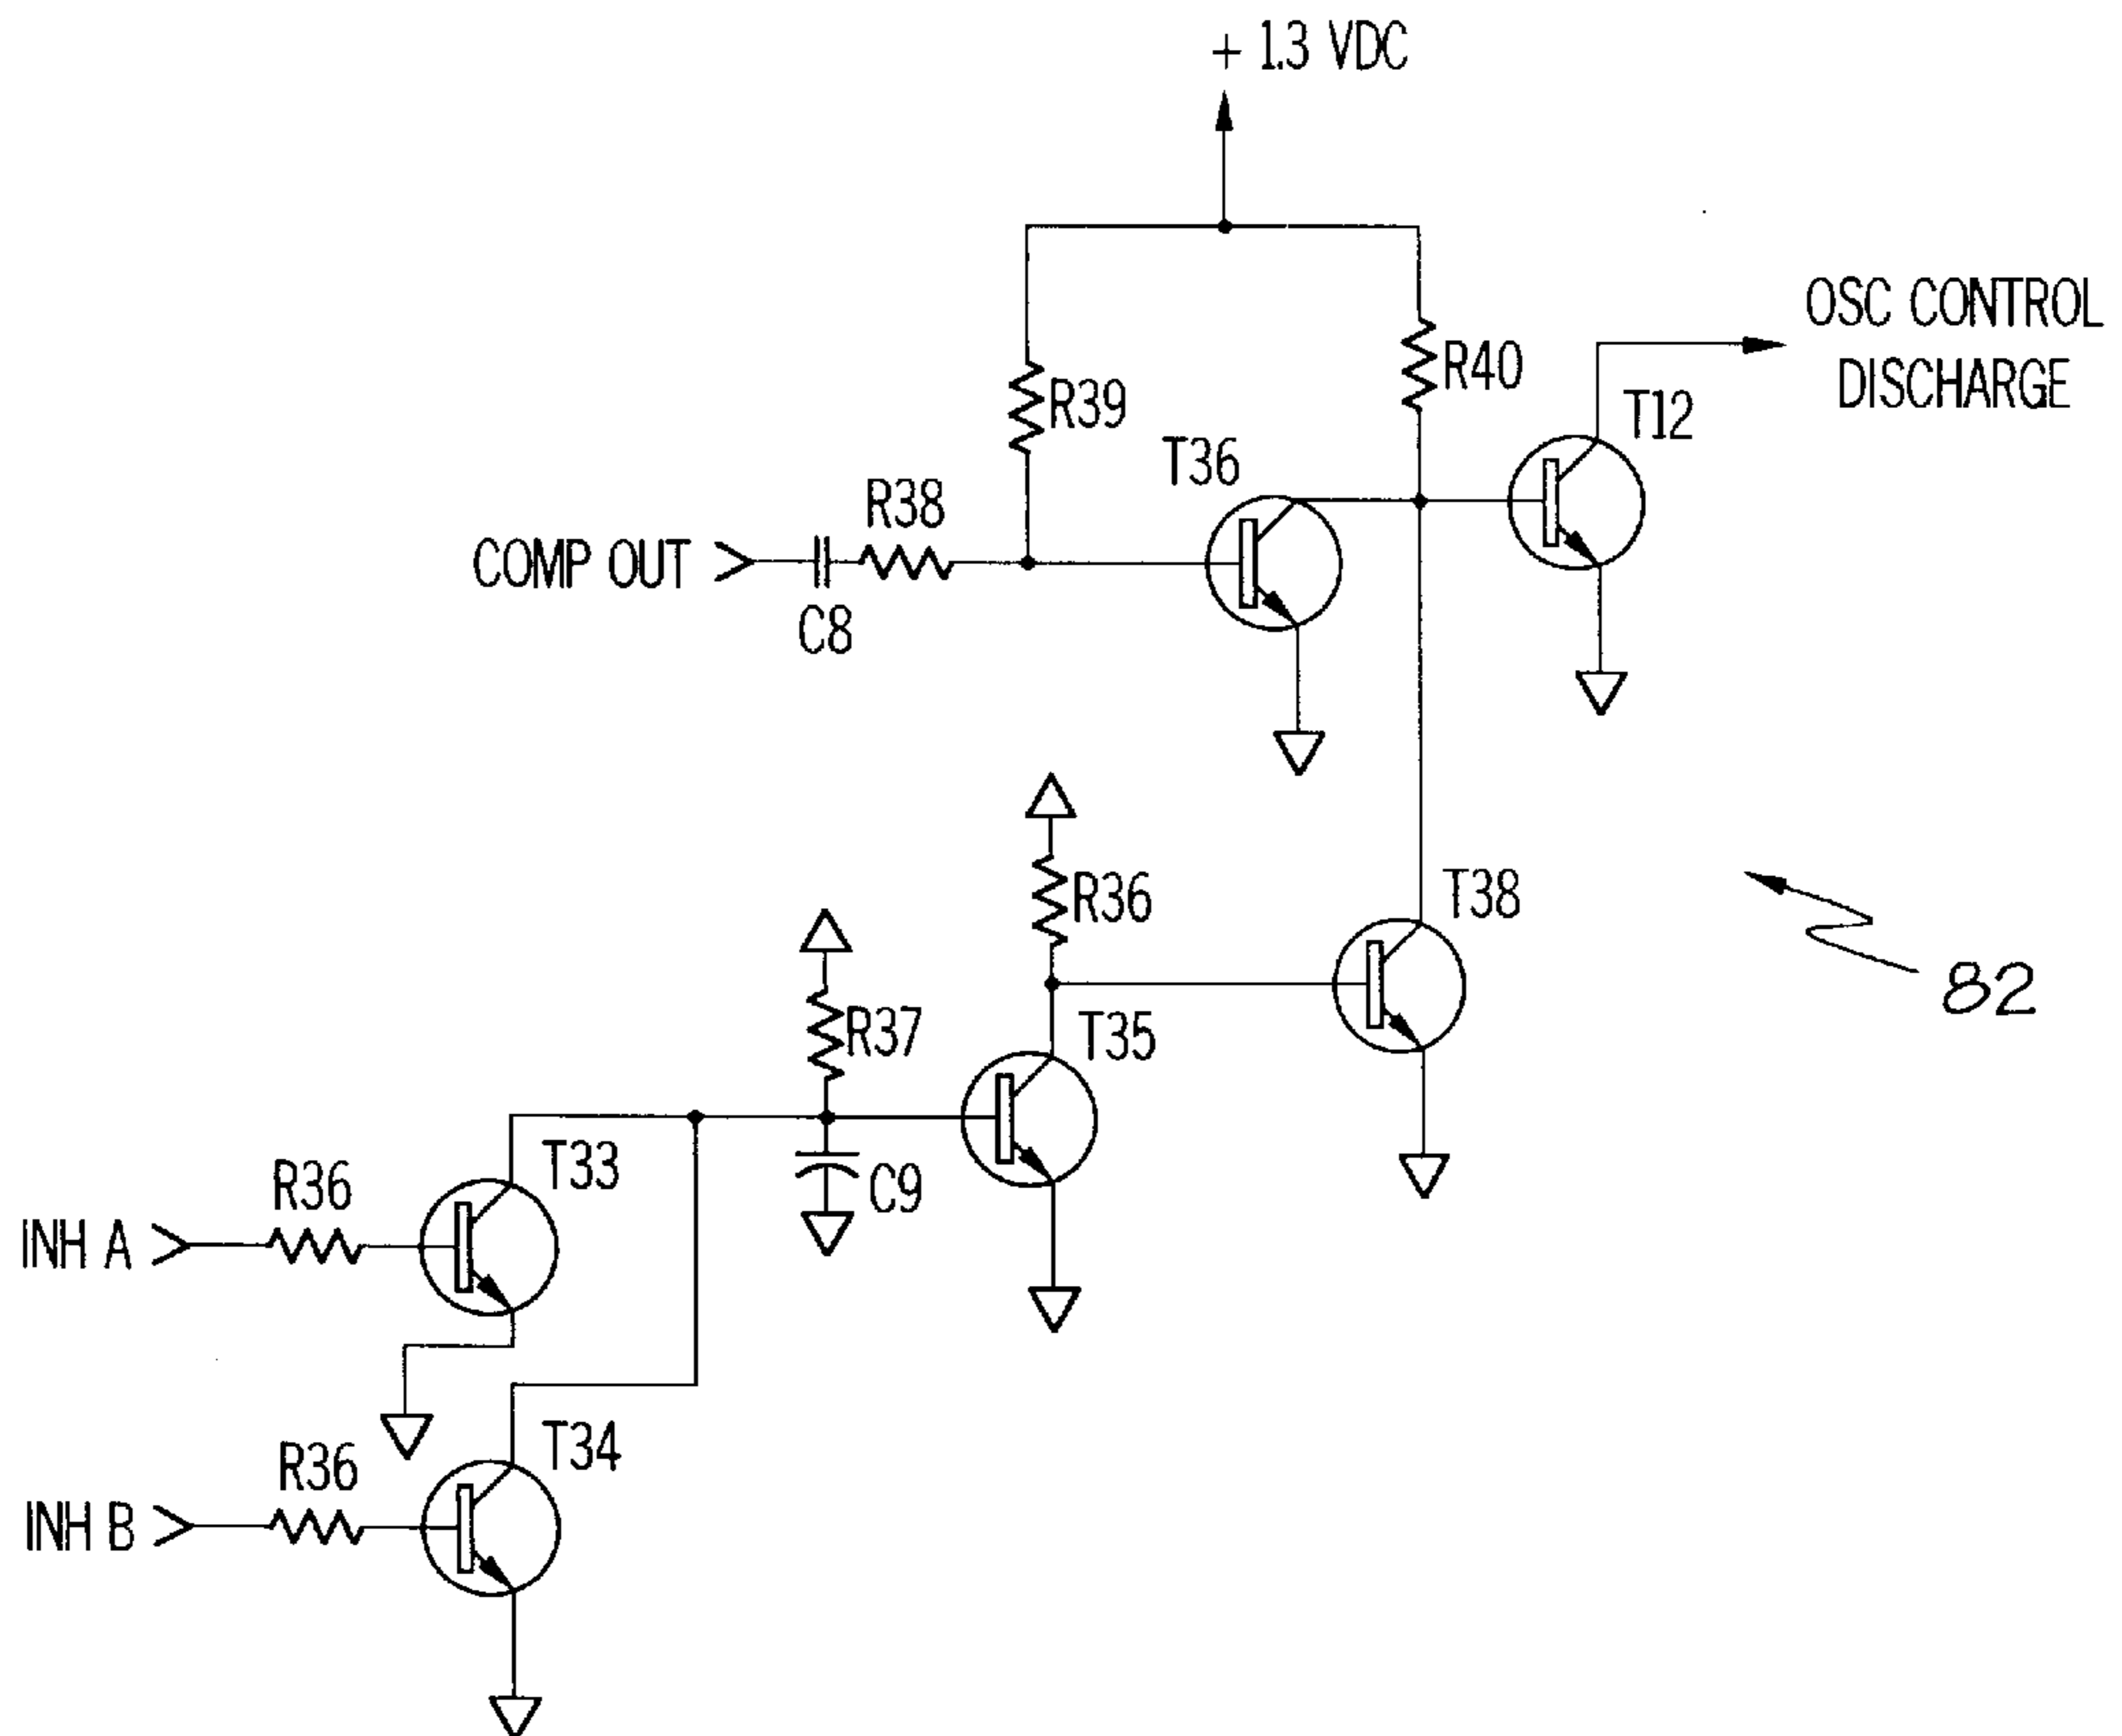 + 1.3 VDC
OSC CONTROL
DISCHARGE
R40
T12
R39
T36
R38
COMP OUT
C8
R36
T38
82
R37
T35
T33
C9
R36
INH A
T34
R36
INH B